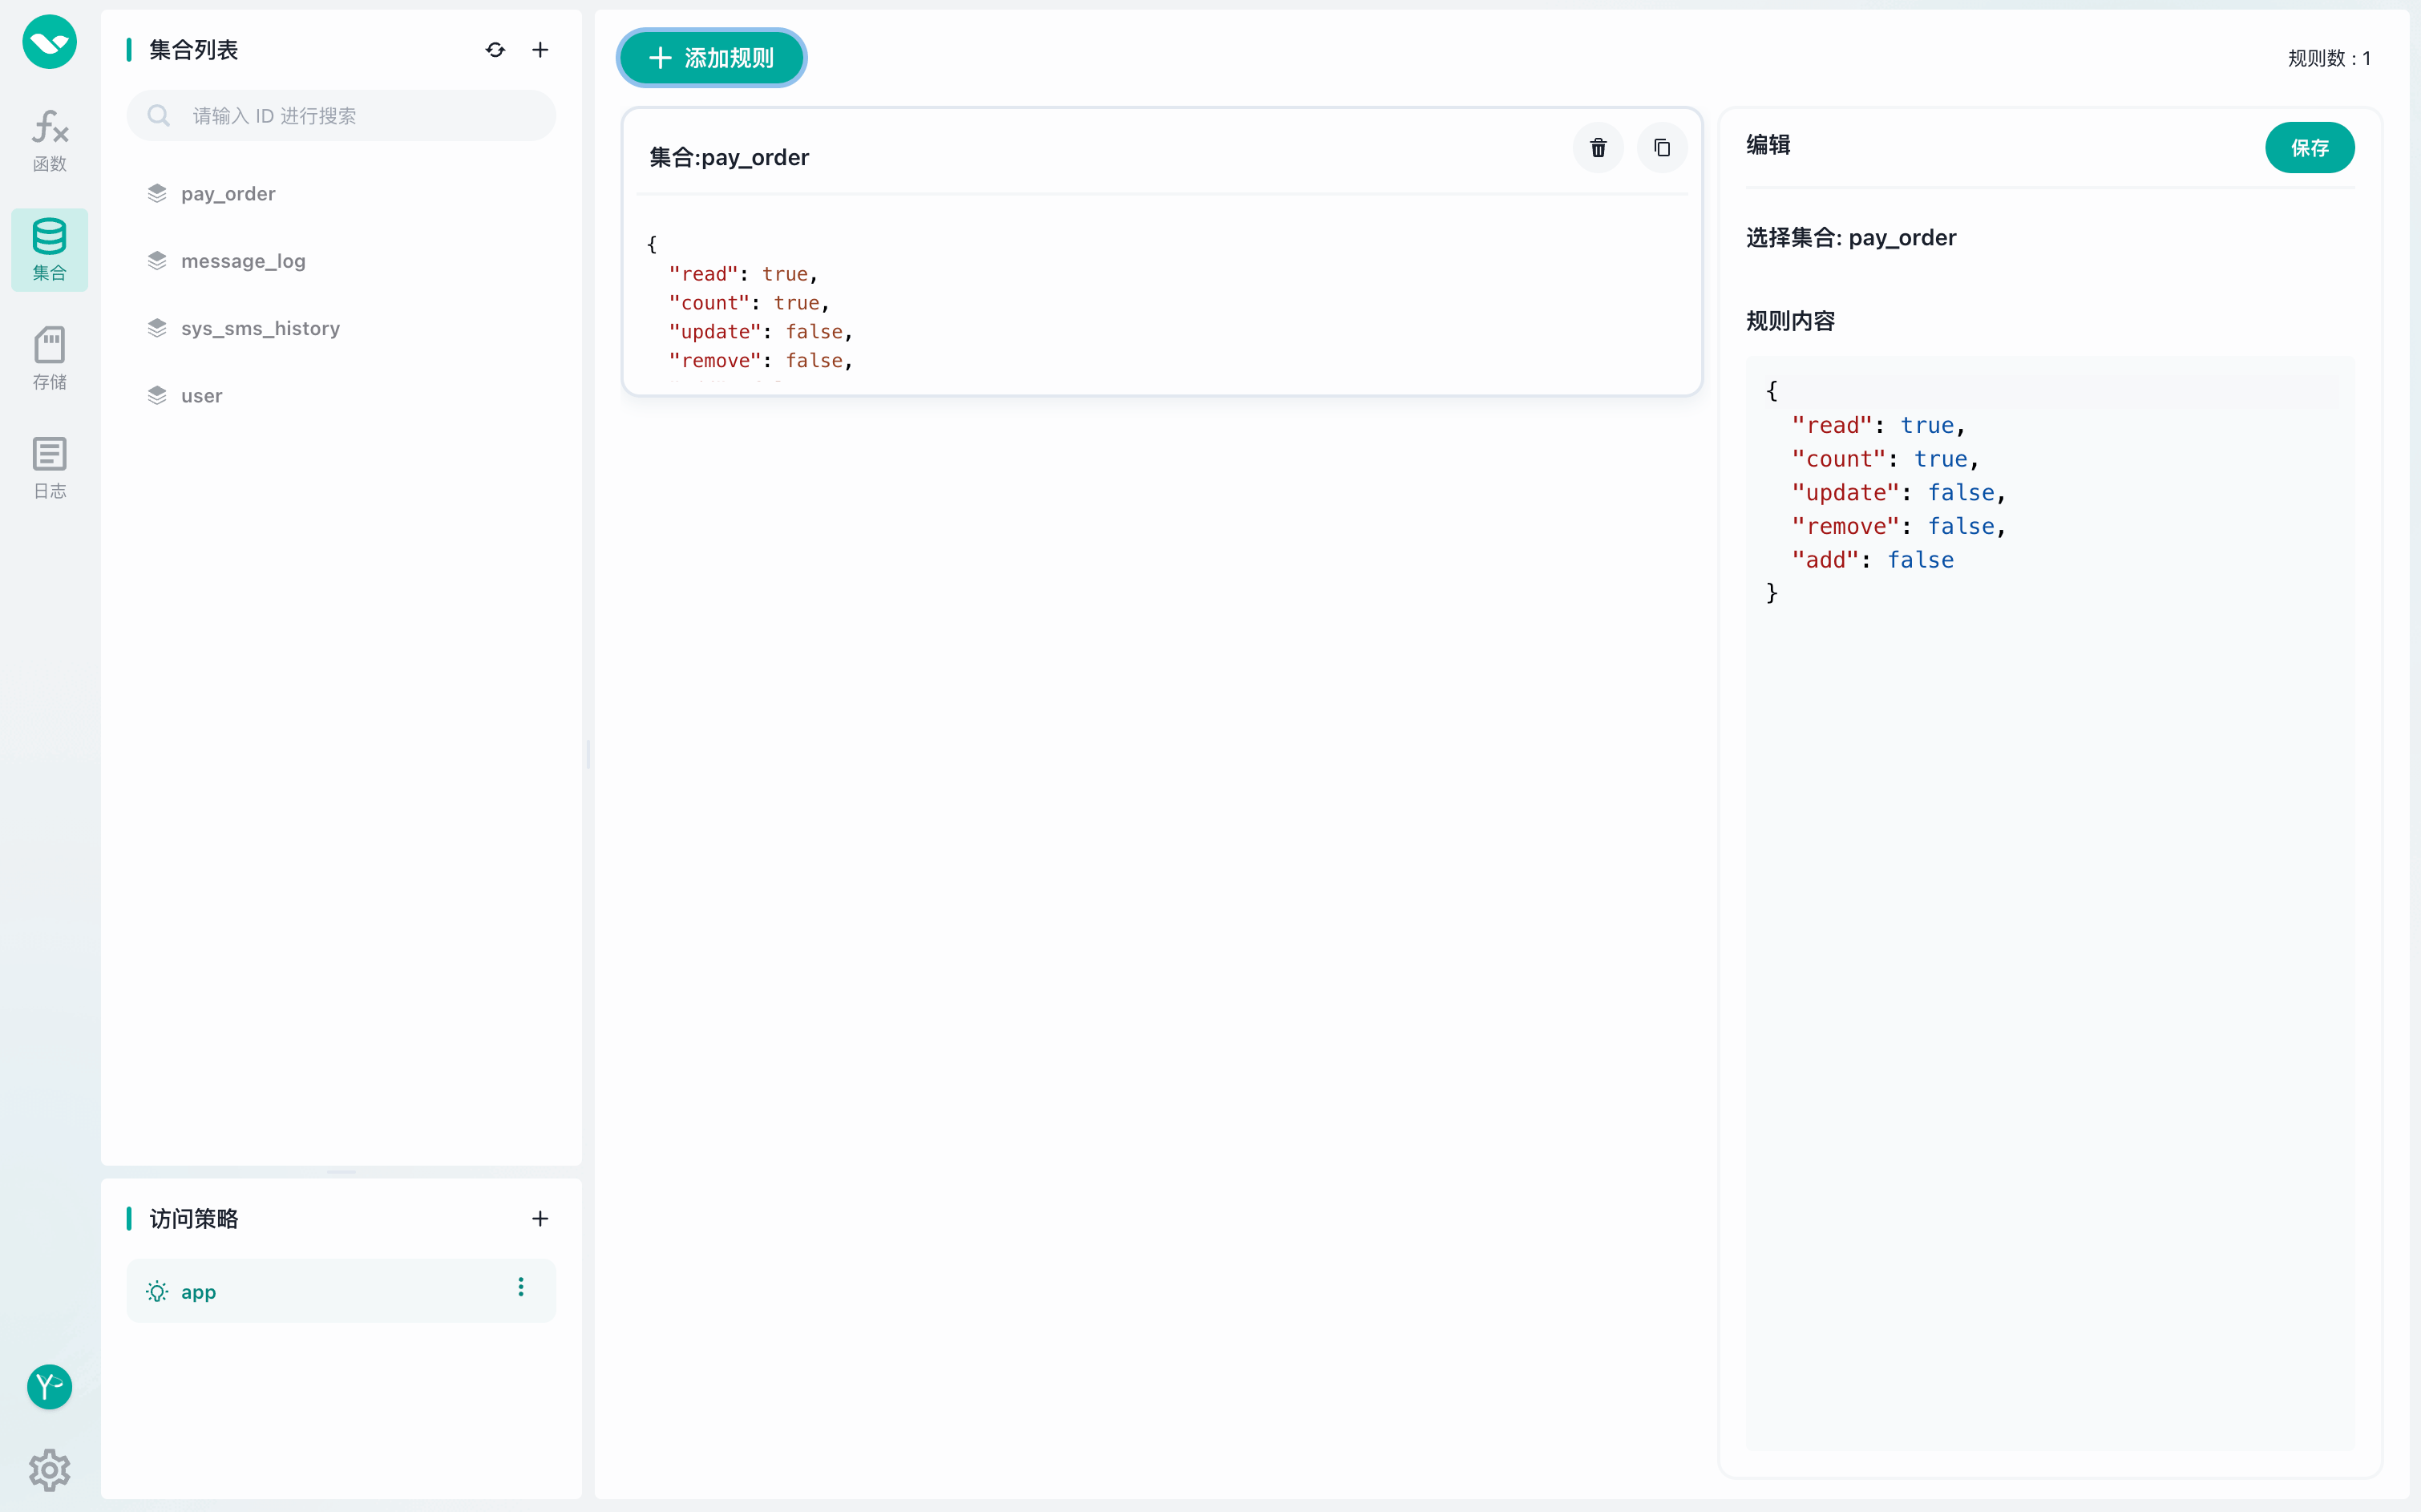 函数
集合
存储
日志
集合列表
请输入 ID 进行搜索
pay_order
message_log
sys_sms_history
user
访问策略
app
添加规则
规则数 : 1
集合:pay_order
{
"read": true,
"count": true,
"update": false,
"remove": false,
编辑
保存
选择集合: pay_order
规则内容
{
"read": true,
"count": true,
"update": false,
"remove": false,
"add": false
}